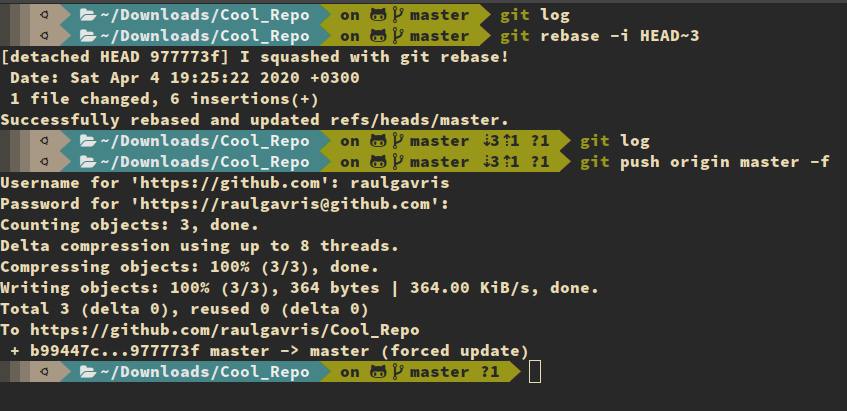 ~/Downloads/Cool_Repo on master git log
~/Downloads/Cool_Repo on master git rebase -i HEAD~3
[detached HEAD 977773f] I squashed with git rebase!
Date: Sat Apr 4 19:25:22 2020 +0300
1 file changed, 6 insertions(+)
Successfully rebased and updated refs/heads/master.
~/Downloads/Cool_Repo on master ⇣3⇡1 ?1 git log
~/Downloads/Cool_Repo on master ⇣3⇡1 ?1 git push origin master -f
Username for 'https://github.com': raulgavris
Password for 'https://raulgavris@github.com':
Counting objects: 3, done.
Delta compression using up to 8 threads.
Compressing objects: 100% (3/3), done.
Writing objects: 100% (3/3), 364 bytes | 364.00 KiB/s, done.
Total 3 (delta 0), reused 0 (delta 0)
To https://github.com/raulgavris/Cool_Repo
+ b99447c...977773f master -> master (forced update)
~/Downloads/Cool_Repo on master ?1